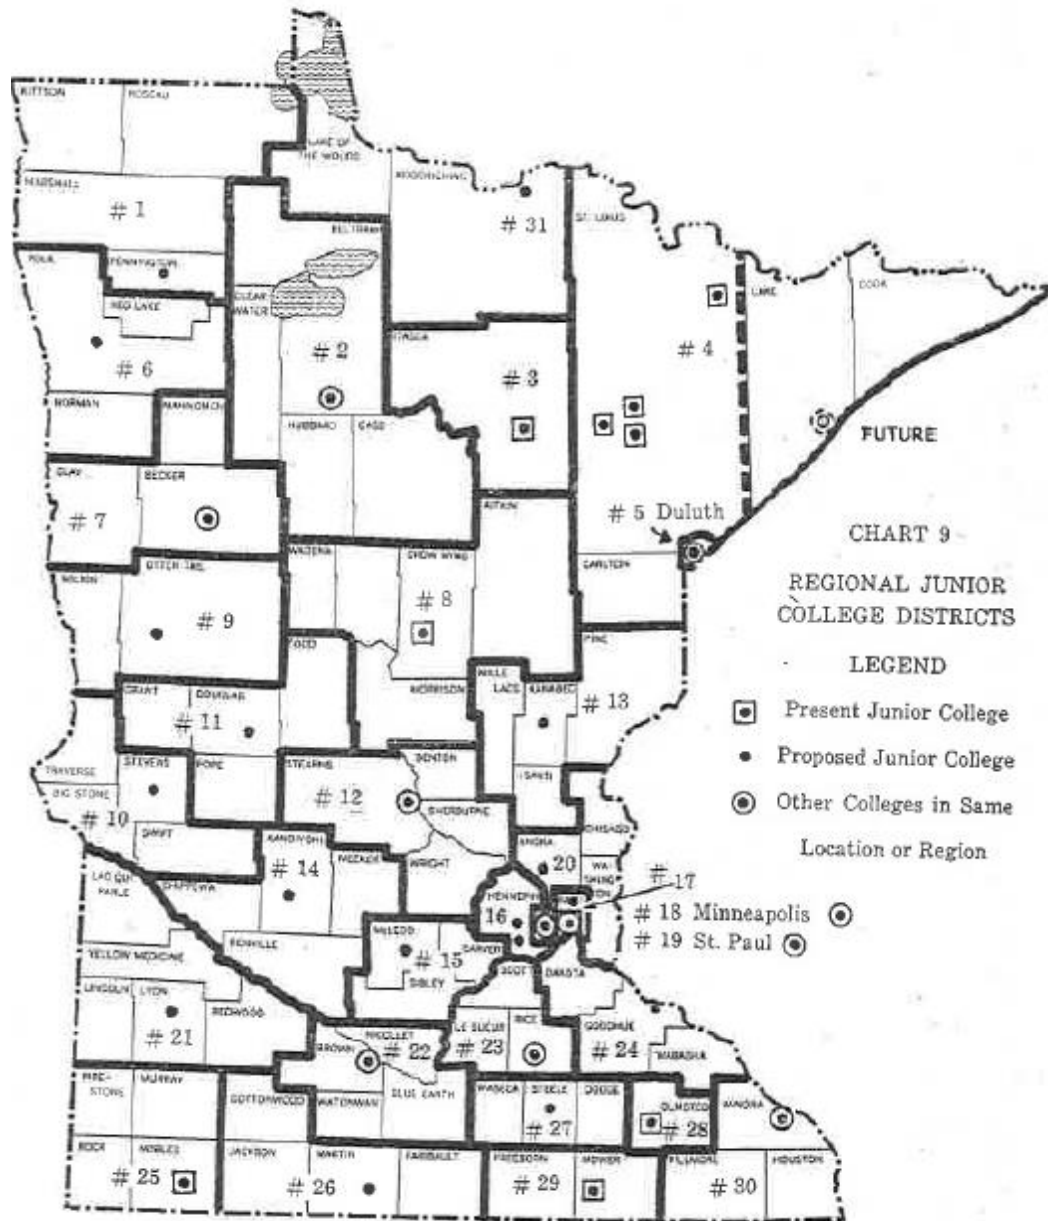 KITTSON
ROSEAU
LAKE OF
THE WOODS
KOOCHICHING
MARSHALL
# 1
# 31
ST. LOUIS
BELTRAMI
POLK
PENNINGTON
CLEAR
WATER
LAKE
COOK
RED LAKE
ITASCA
# 6
# 2
# 3
# 4
NORMAN
MAHNOMEN
HUBBARD
CASS
FUTURE
CLAY
BECKER
# 7
AITKIN
# 5 Duluth
CHART 9
WADENA
CROW WING
CARLTON
WILKIN
OTTER TAIL
# 8
REGIONAL JUNIOR
COLLEGE DISTRICTS
# 9
PINE
TODD
LEGEND
MILLE
LACS
KANABEC
GRANT
DOUGLAS
MORRISON
# 13
Present Junior College
# 11
BENTON
Proposed Junior College
TRAVERSE
STEVENS
POPE
STEARNS
ISANTI
BIG STONE
# 12
SHERBURNE
Other Colleges in Same
Location or Region
# 10
SWIFT
CHISAGO
KANDIYOHI
MEEKER
WRIGHT
ANOKA
20
WA-
SHING
TON
LAC QUI
PARLE
CHIPPEWA
# 14
HENNEPIN
#
17
16
# 18 Minneapolis
# 19 St. Paul
McLEOD
RENVILLE
CARVER
YELLOW MEDICINE
# 15
SCOTT
DAKOTA
SIBLEY
LINCOLN
LYON
REDWOOD
GOODHUE
# 21
NICOLLET
LE SUEUR
RICE
BROWN
# 22
# 23
# 24
WABASHA
PIPE-
STONE
MURRAY
COTTONWOOD
WATONWAN
BLUE EARTH
WASECA
STEELE
DODGE
OLMSTED
WINONA
# 27
# 28
ROCK
NOBLES
JACKSON
MARTIN
FARIBAULT
FREEBORN
MOWER
FILLMORE
HOUSTON
# 25
# 26
# 29
# 30